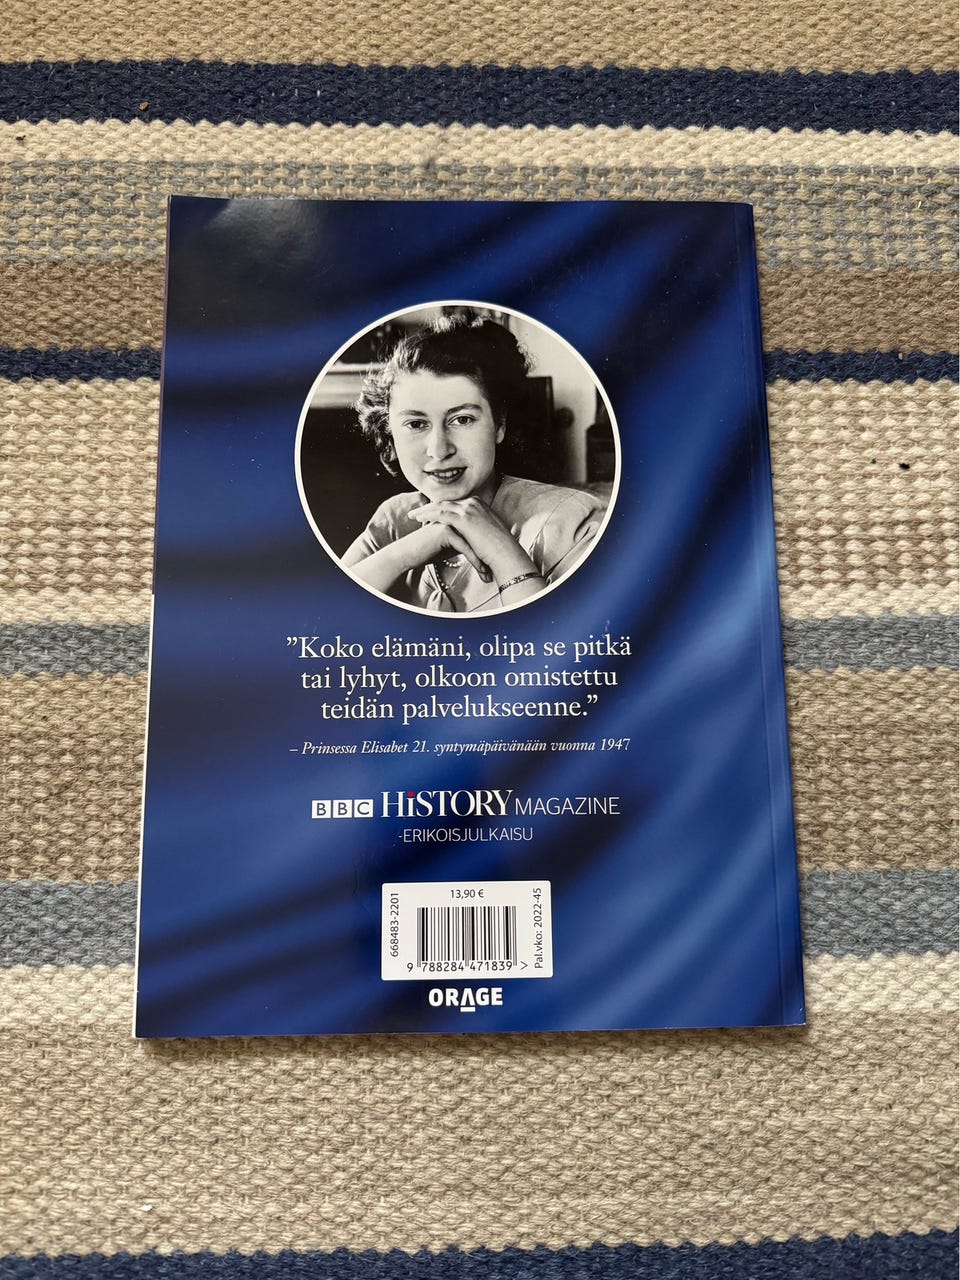 ”Koko elämäni, olipa se pitkä
tai lyhyt, olkoon omistettu
teidän palvelukseenne.”
– Prinsessa Elisabet 21. syntymäpäivänään vuonna 1947
BBC HiSTORY MAGAZINE
-ERIKOISJULKAISU
668483-2201
13,90 €
Pal.vko: 2022-45
9 788284 471839 >
ORAGE